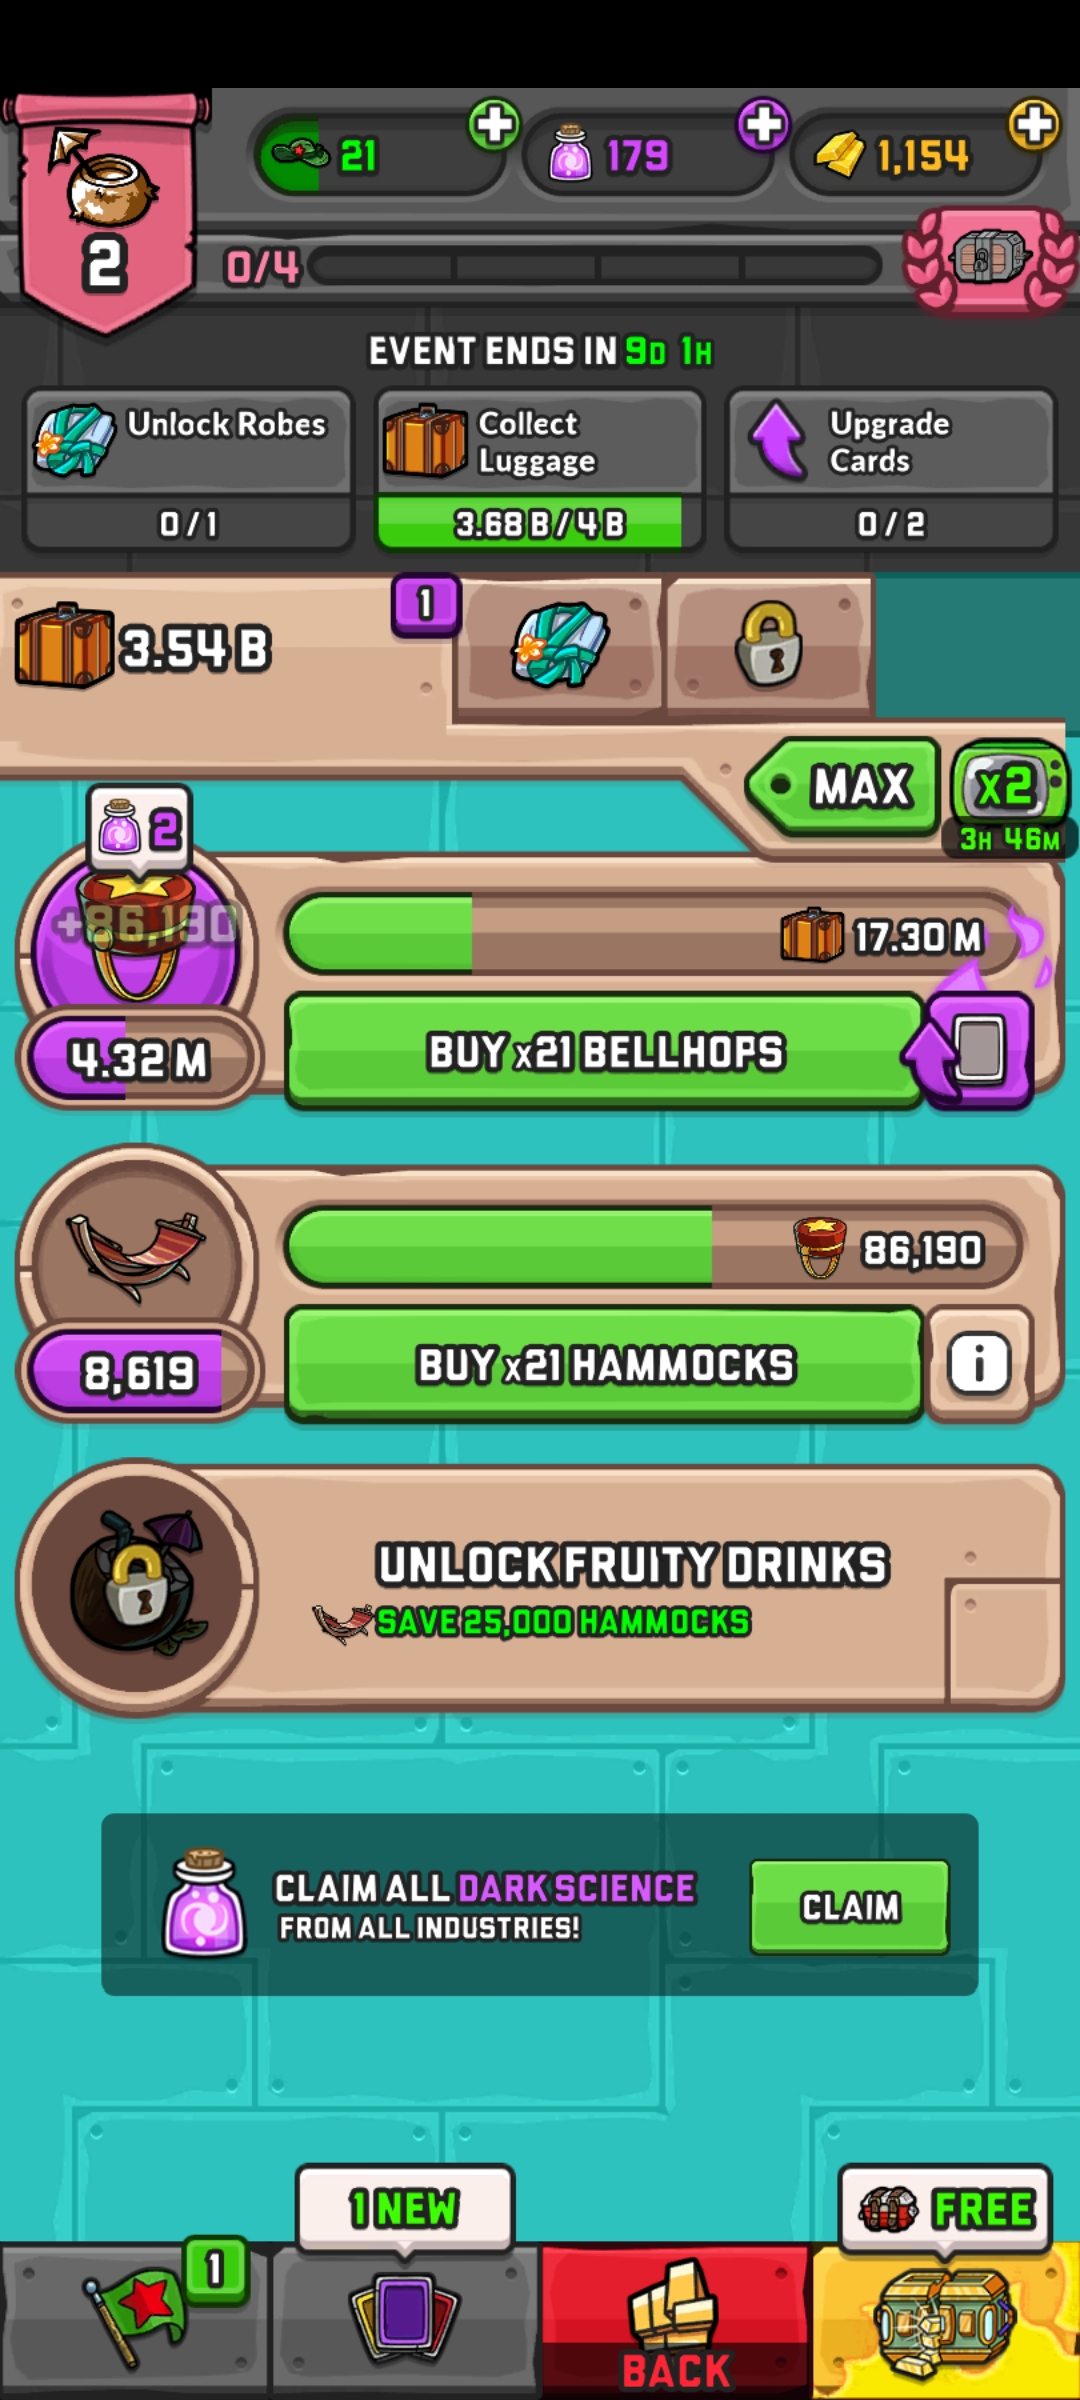 21
179
1,154
2
0/4
EVENT ENDS IN 9D 1H
Unlock Robes
0/1
Collect
Luggage
3.68 B/4 B
Upgrade
Cards
0/2
3.54 B
1
MAX
x2
3H 46M
2
+86,190
17.30 M
4.32 M
BUY x21 BELLHOPS
86,190
8,619
BUY x21 HAMMOCKS
i
UNLOCK FRUITY DRINKS
SAVE 25,000 HAMMOCKS
CLAIM ALL DARK SCIENCE
FROM ALL INDUSTRIES!
CLAIM
1 NEW
FREE
1
BACK